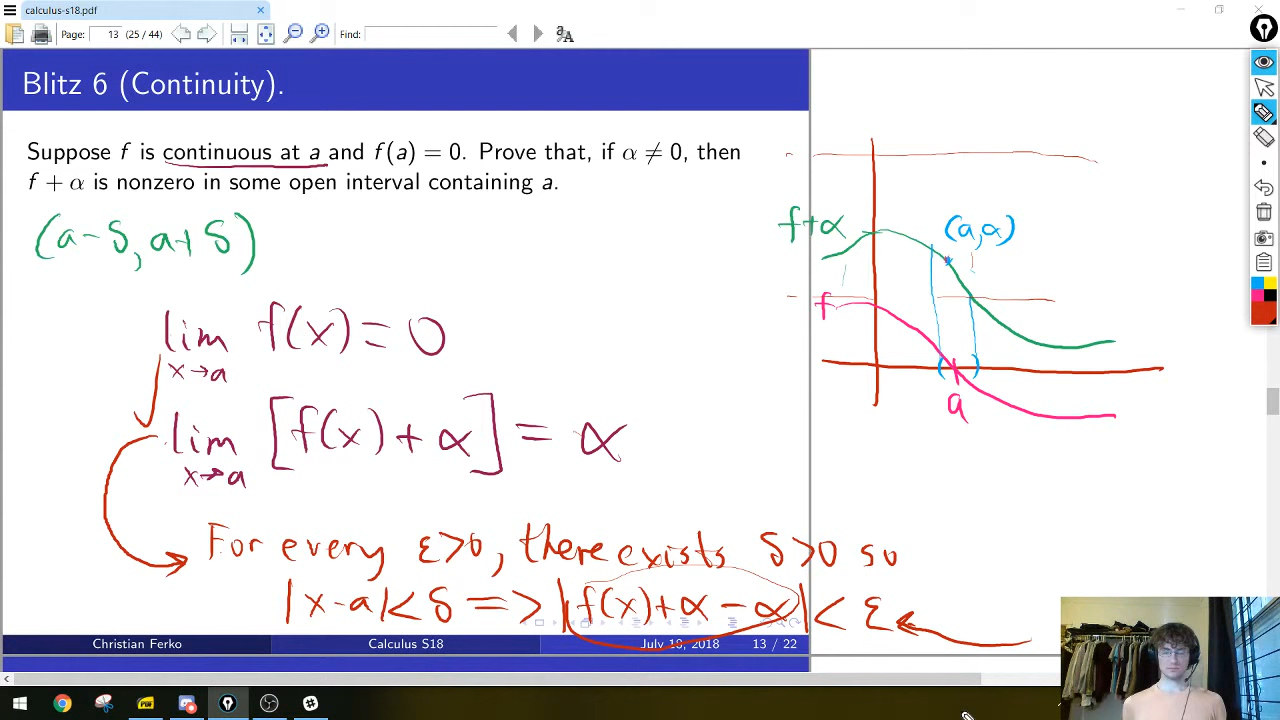 calculus-s18.pdf
Page: 13 (25 / 44) Find:
Blitz 6 (Continuity).
Suppose f is continuous at a and f(a) = 0. Prove that, if α ≠ 0, then
f + α is nonzero in some open interval containing a.
(a-δ, a+δ)
f+α
(a,α)
f
a
lim f(x) = 0
x→a
lim [f(x) + α] = α
x→a
For every ε>0, there exists δ>0 so
|x-a|<δ => |f(x)+α-α|<ε
Christian Ferko Calculus S18 July 18, 2018 13 / 22